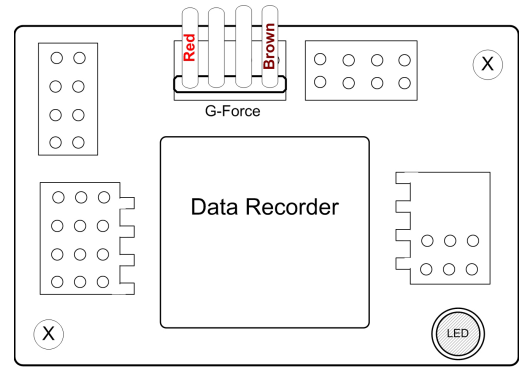 Red
Brown
X
G-Force
Data Recorder
X
LED